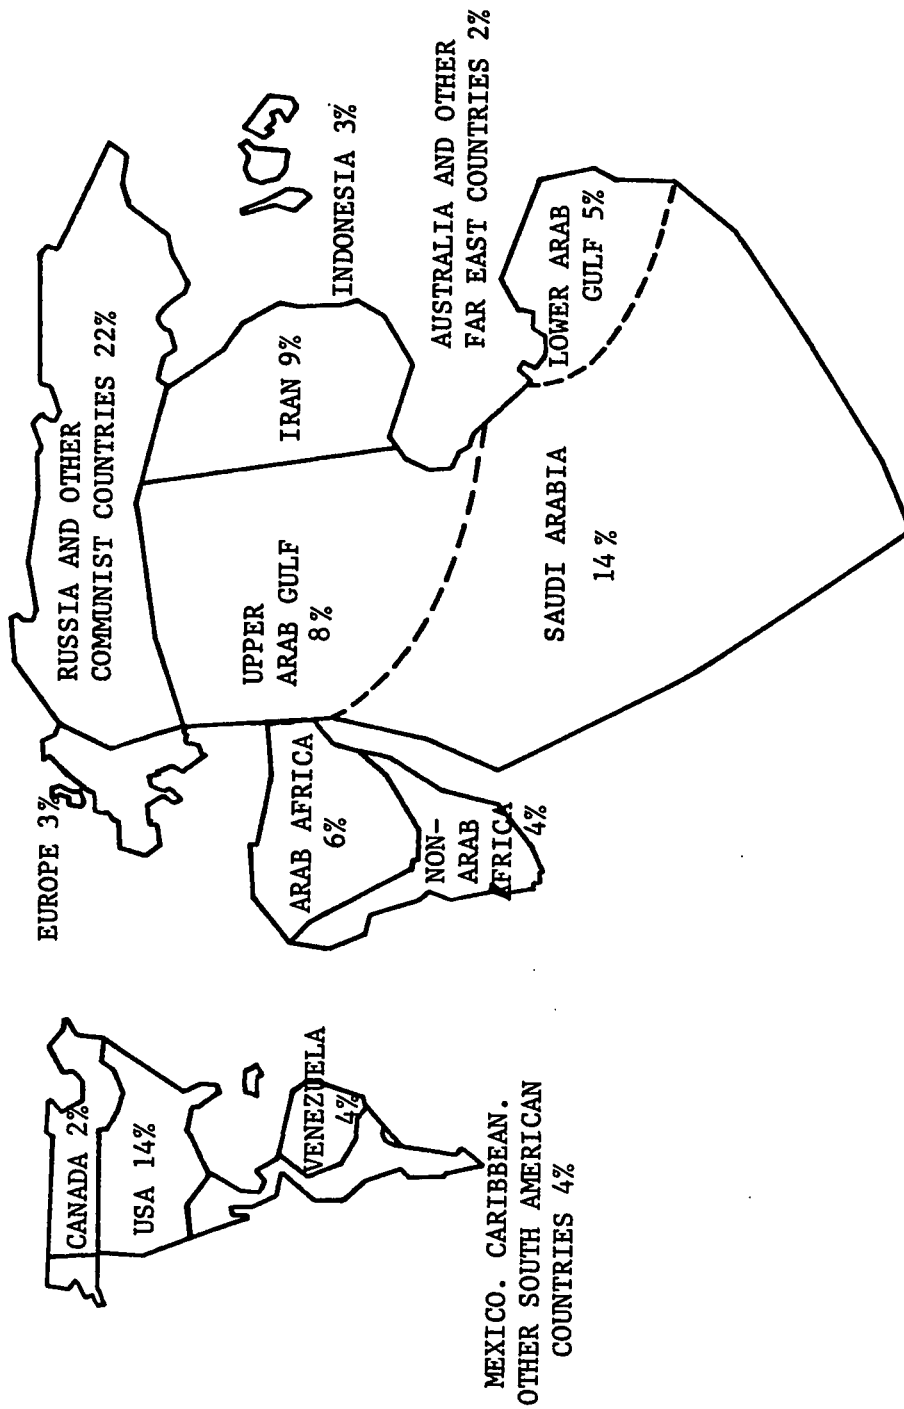 CANADA 2%
USA 14%
VENEZUELA
4%
MEXICO. CARIBBEAN.
OTHER SOUTH AMERICAN
COUNTRIES 4%
EUROPE 3%
ARAB AFRICA
6%
NON-
ARAB
AFRICA
4%
RUSSIA AND OTHER
COMMUNIST COUNTRIES 22%
UPPER
ARAB GULF
8%
IRAN 9%
SAUDI ARABIA
14%
INDONESIA 3%
AUSTRALIA AND OTHER
FAR EAST COUNTRIES 2%
LOWER ARAB
GULF 5%